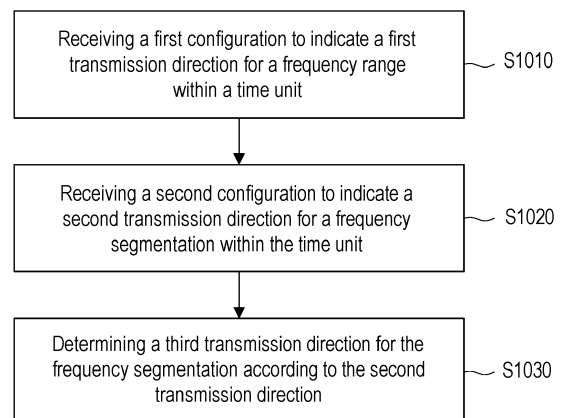 Receiving a first configuration to indicate a first
transmission direction for a frequency range
within a time unit
S1010
Receiving a second configuration to indicate a
second transmission direction for a frequency
segmentation within the time unit
S1020
Determining a third transmission direction for the
frequency segmentation according to the second
transmission direction
S1030